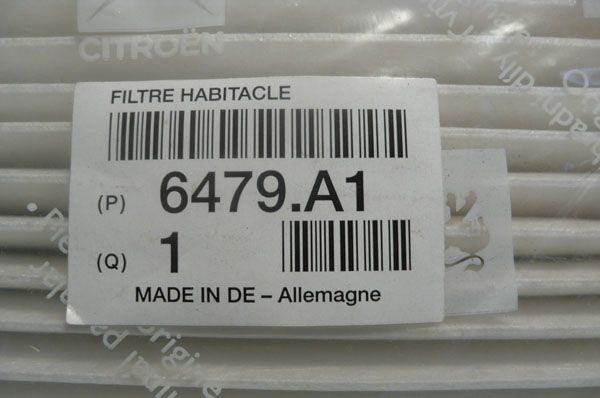 CITROËN
FILTRE HABITACLE
(P) 6479.A1
(Q) 1
MADE IN DE – Allemagne